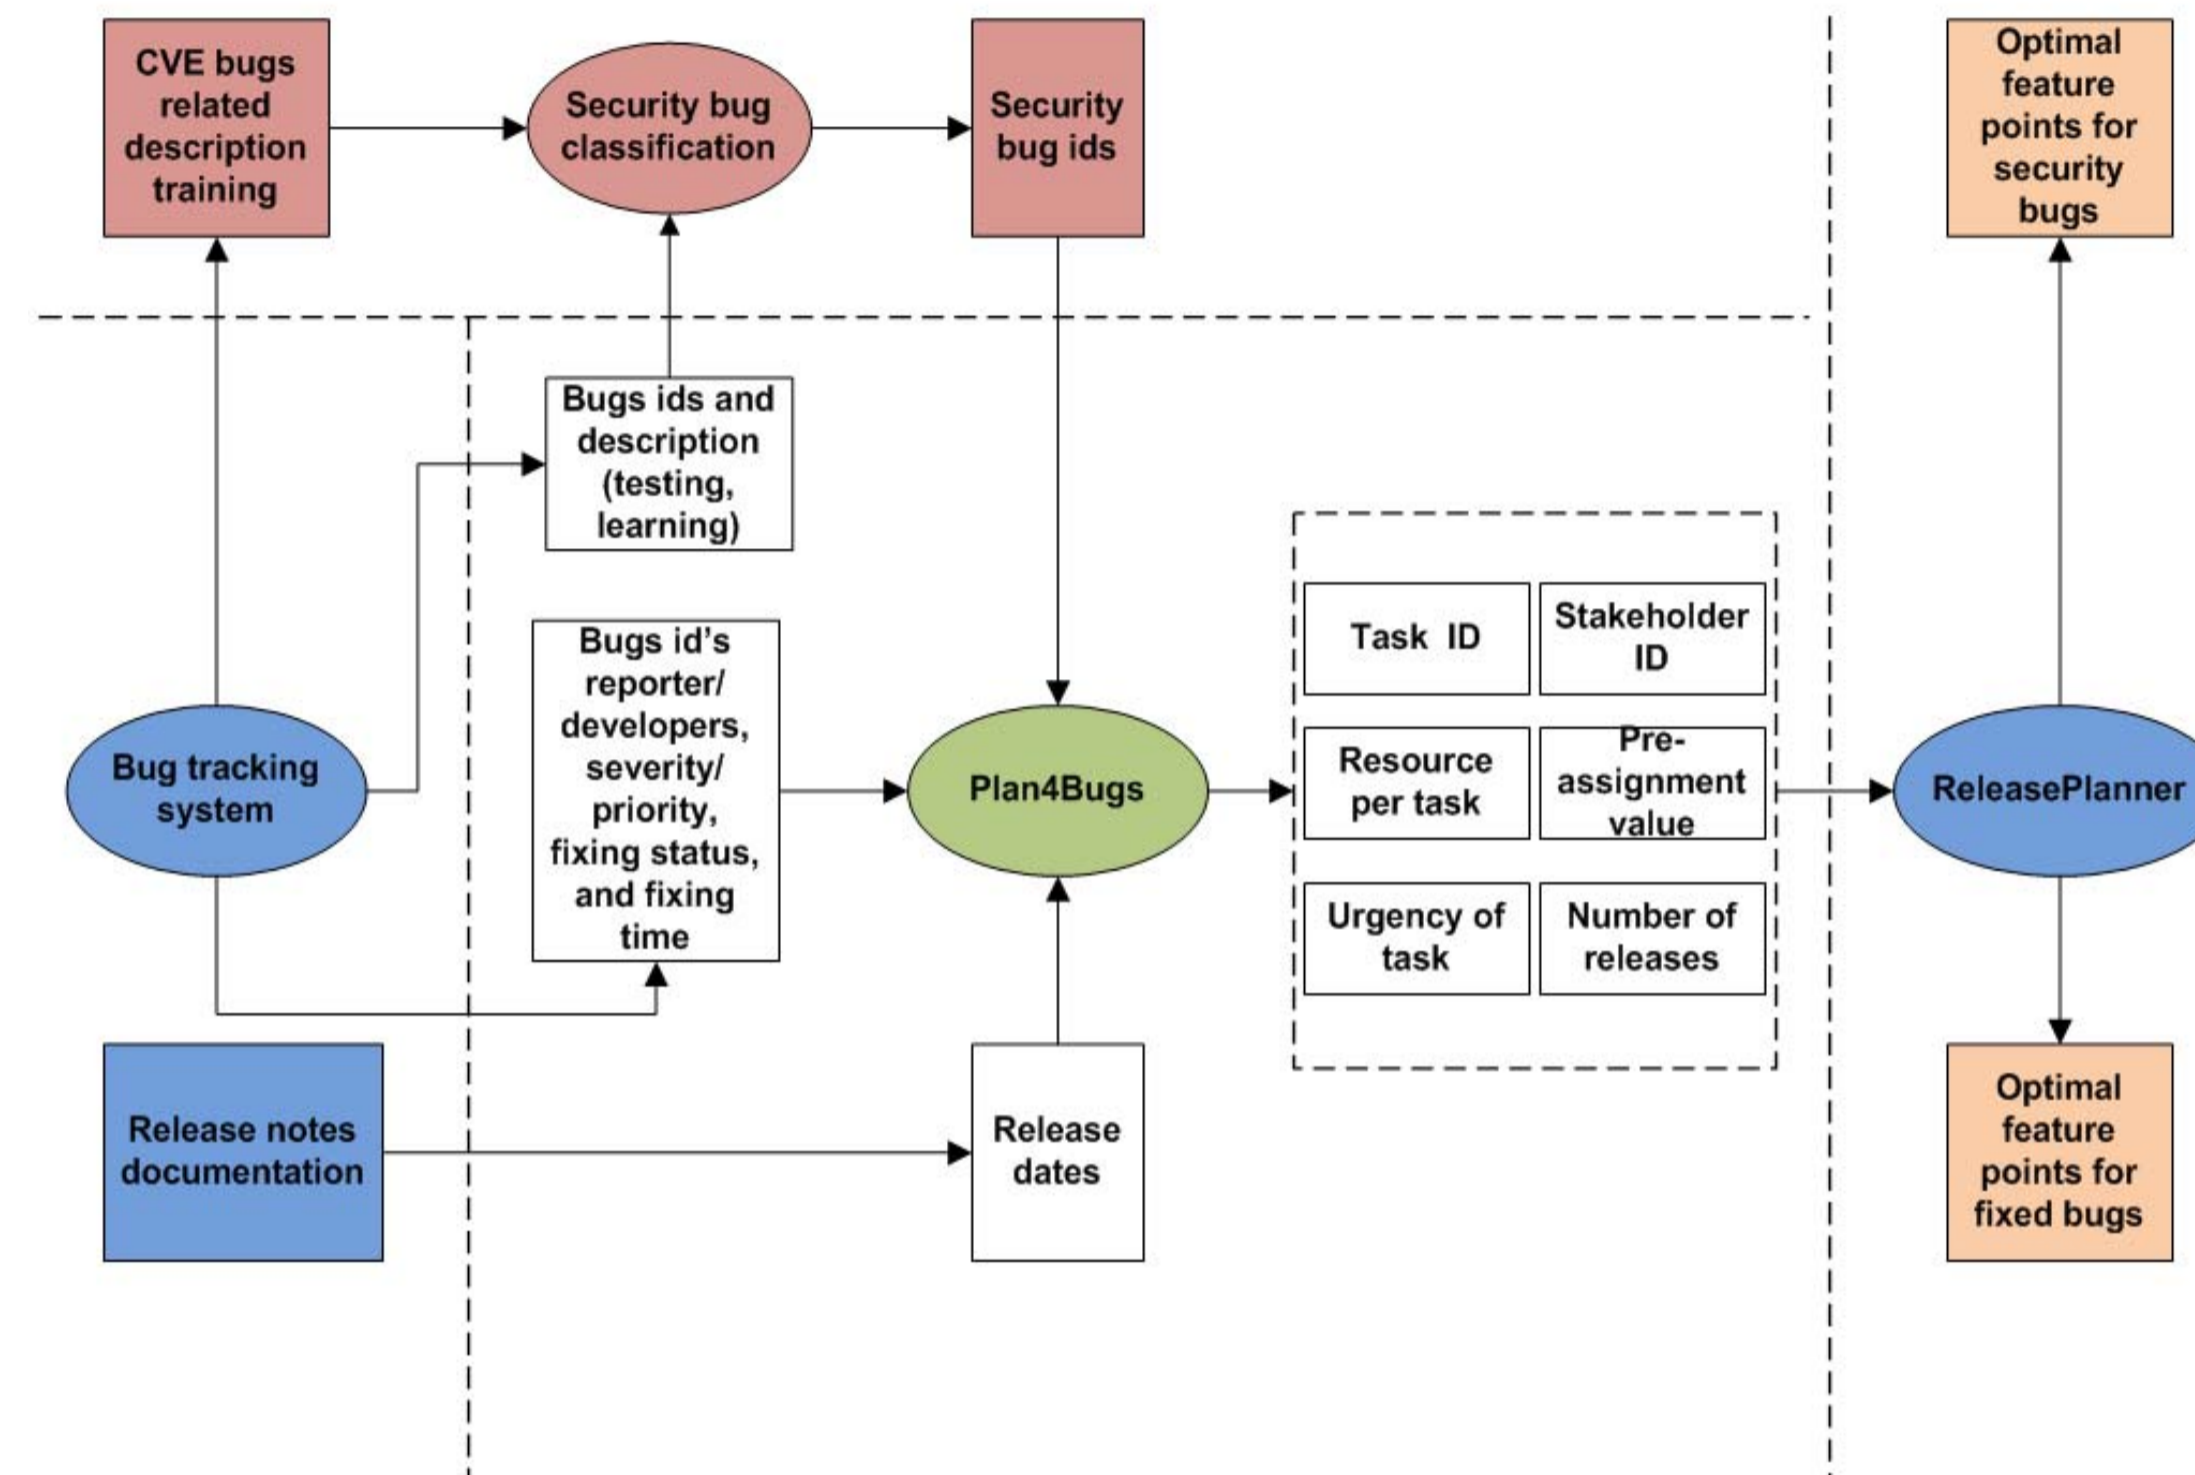 CVE bugs
related
description
training
Security bug
classification
Security
bug ids
Optimal
feature
points for
security
bugs
Bugs ids and
description
(testing,
learning)
Bugs id’s
reporter/
developers,
severity/
priority,
fixing status,
and fixing
time
Bug tracking
system
Plan4Bugs
Task ID
Stakeholder
ID
Resource
per task
Pre-
assignment
value
Urgency of
task
Number of
releases
ReleasePlanner
Release notes
documentation
Release
dates
Optimal
feature
points for
fixed bugs